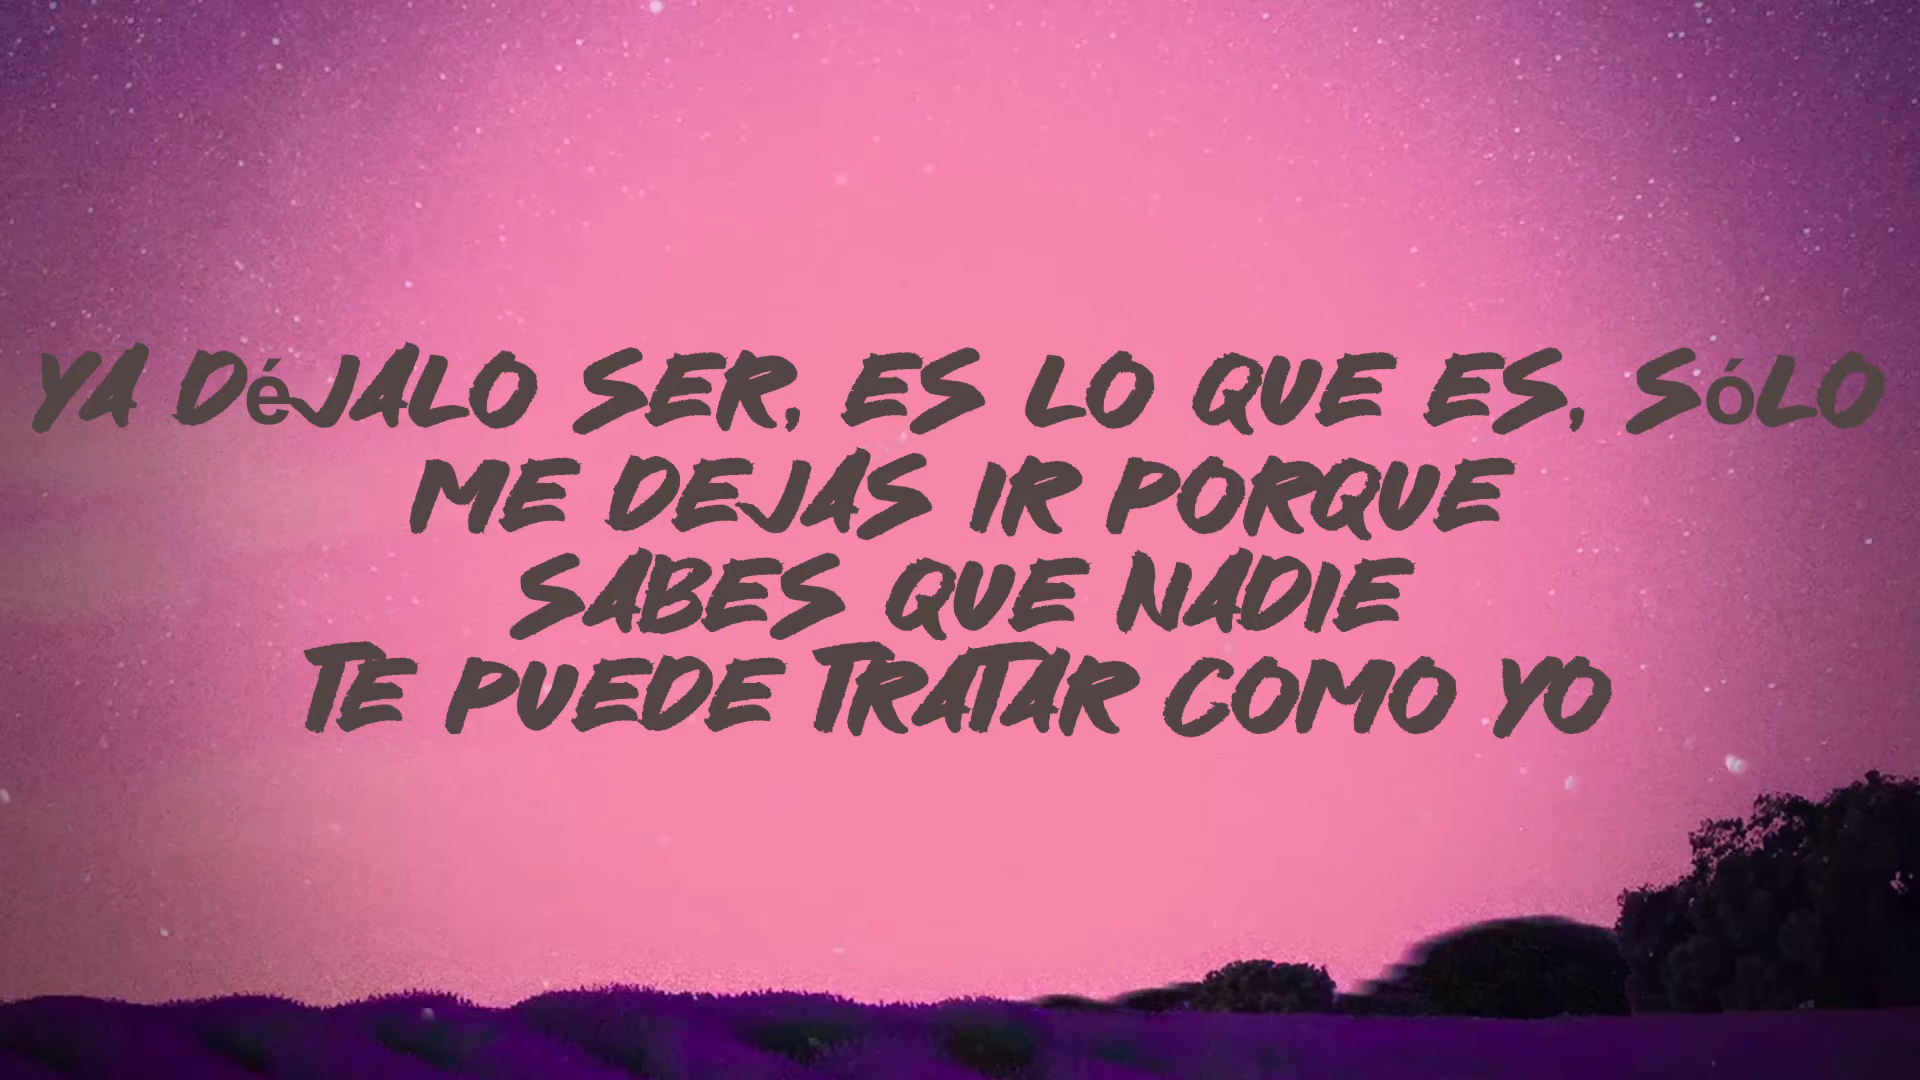 YA DéJALO SER, ES LO QUE ES, SóLO
ME DEJAS IR PORQUE
SABES QUE NADIE
TE PUEDE TRATAR COMO YO